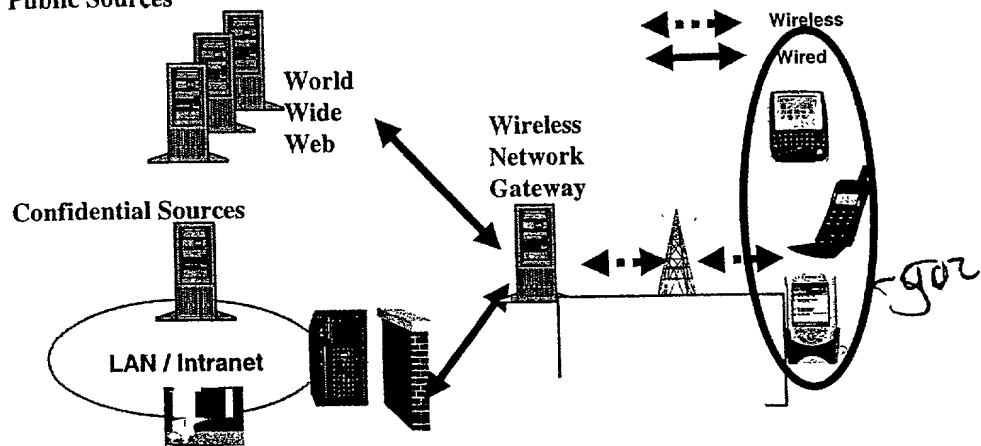 Public Sources
World
Wide
Web
Wireless
Network
Gateway
Wireless
Wired
Confidential Sources
LAN / Intranet